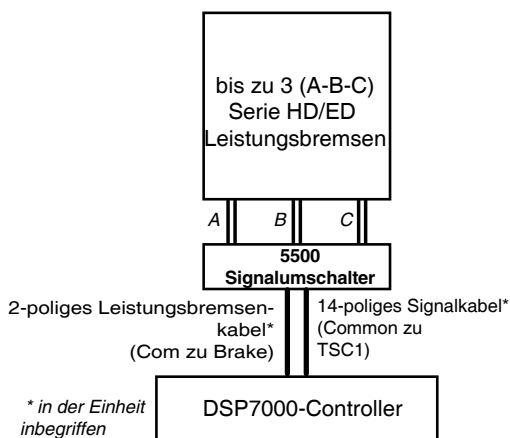 bis zu 3 (A-B-C)
Serie HD/ED
Leistungsbremsen
A B C
5500
Signalumschalter
2-poliges Leistungsbremsen-
kabel*
(Com zu Brake)
14-poliges Signalkabel*
(Common zu
TSC1)
* in der Einheit
inbegriffen
DSP7000-Controller